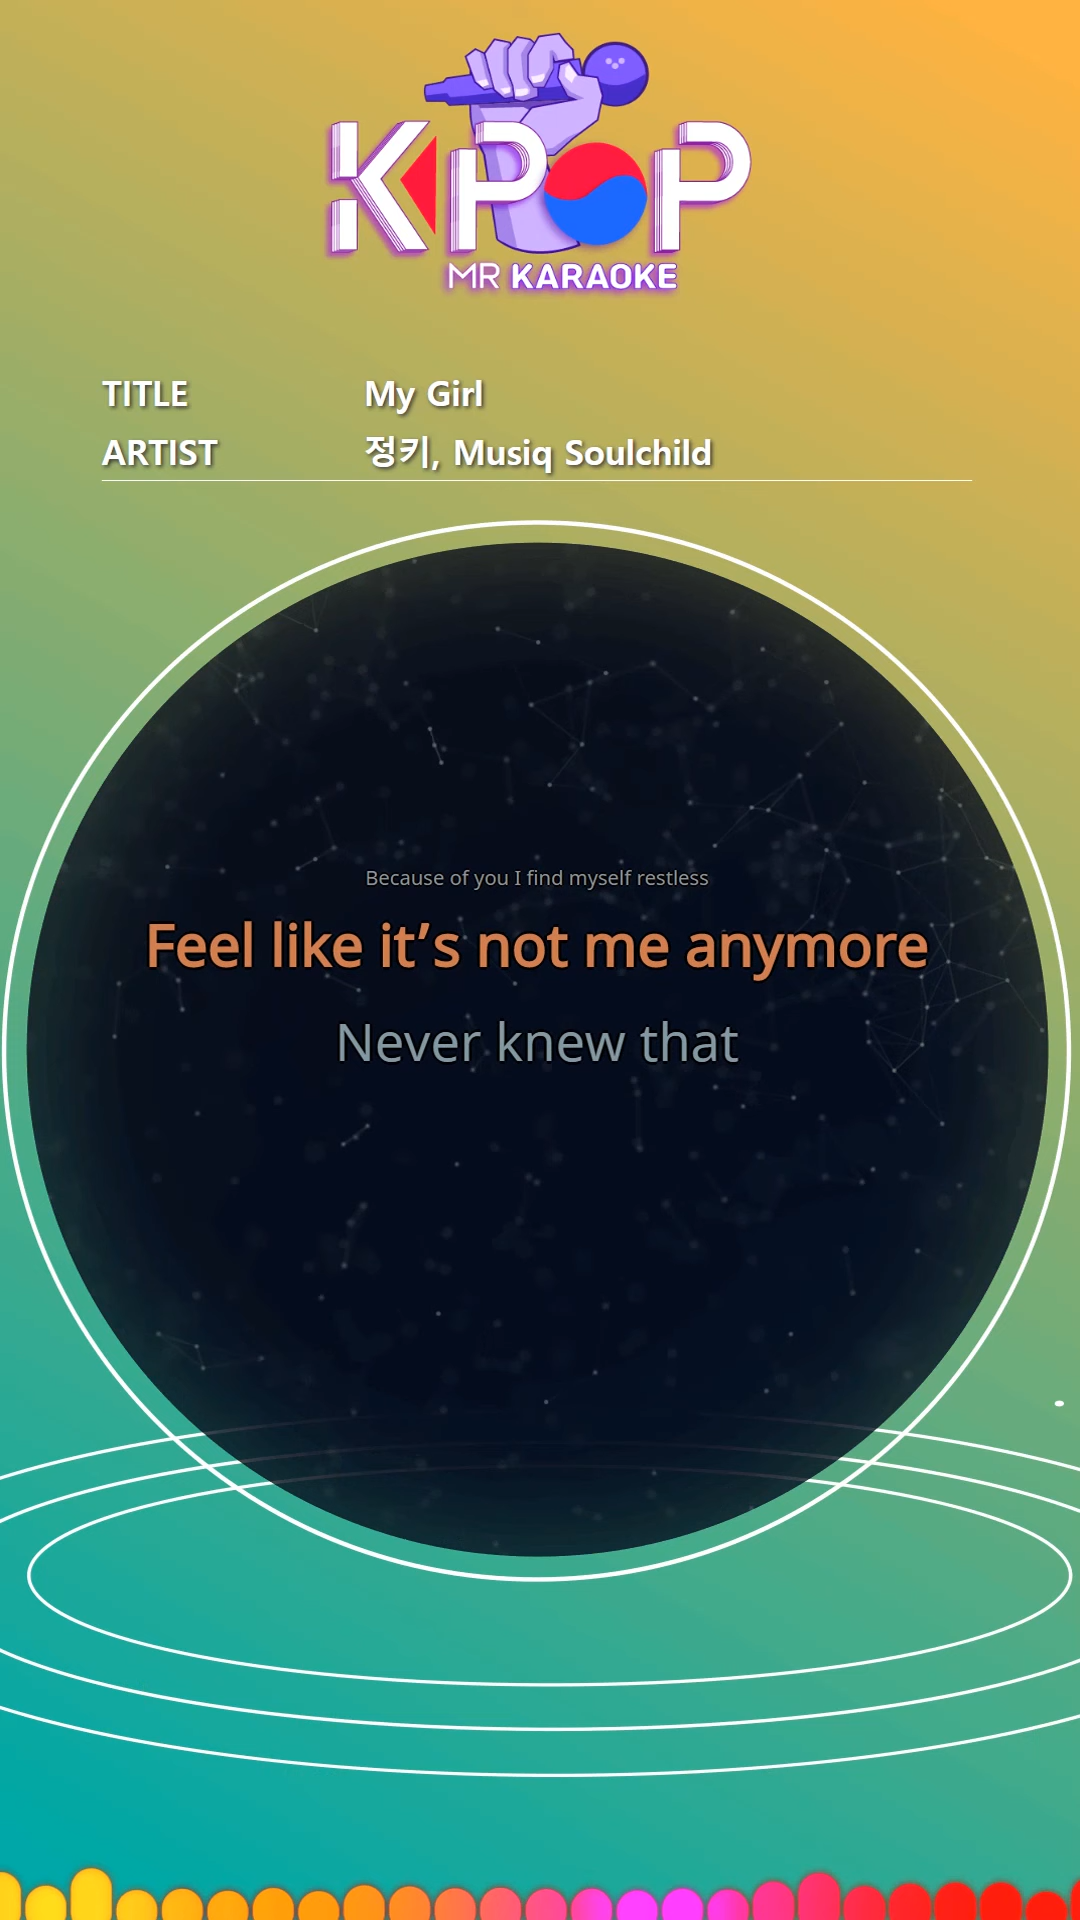 KPOP
MR KARAOKE
TITLE My Girl
ARTIST 정키, Musiq Soulchild
Because of you I find myself restless
Feel like it’s not me anymore
Never knew that